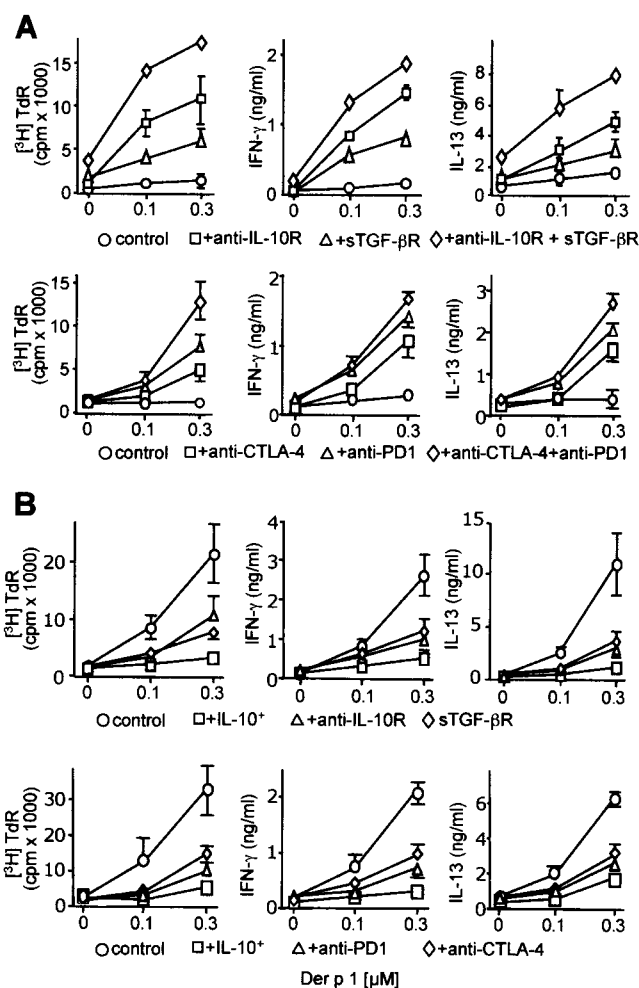 A
[³H] TdR
(cpm x 1000)
15
10
5
0
0 0.1 0.3
IFN-γ (ng/ml)
2
1
0
0 0.1 0.3
IL-13 (ng/ml)
8
6
4
2
0
0 0.1 0.3
○ control □ +anti-IL-10R △ +sTGF-βR ◇ +anti-IL-10R + sTGF-βR
[³H] TdR
(cpm x 1000)
15
10
5
0
0 0.1 0.3
IFN-γ (ng/ml)
2
1
0
0 0.1 0.3
IL-13 (ng/ml)
3
2
1
0
0 0.1 0.3
○ control □ +anti-CTLA-4 △ +anti-PD1 ◇ +anti-CTLA-4+anti-PD1
B
[³H] TdR
(cpm x 1000)
20
10
0
0 0.1 0.3
IFN-γ (ng/ml)
4
3
2
1
0
0 0.1 0.3
IL-13 (ng/ml)
15
10
5
0
0 0.1 0.3
○ control □ +IL-10⁺ △ +anti-IL-10R ◇ sTGF-βR
[³H] TdR
(cpm x 1000)
30
20
10
0
0 0.1 0.3
IFN-γ (ng/ml)
3
2
1
0
0 0.1 0.3
IL-13 (ng/ml)
6
4
2
0
0 0.1 0.3
○ control □ +IL-10⁺ △ +anti-PD1 ◇ +anti-CTLA-4
Der p 1 [µM]